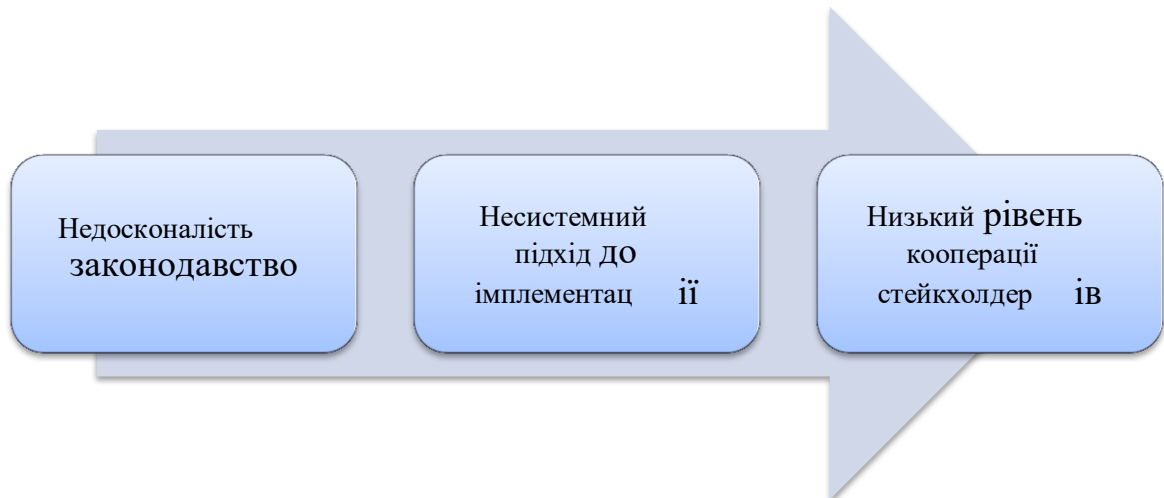 Недосконалість
законодавство
Несистемний
підхід до
імплементац ії
Низький рівень
кооперації
стейкхолдер ів